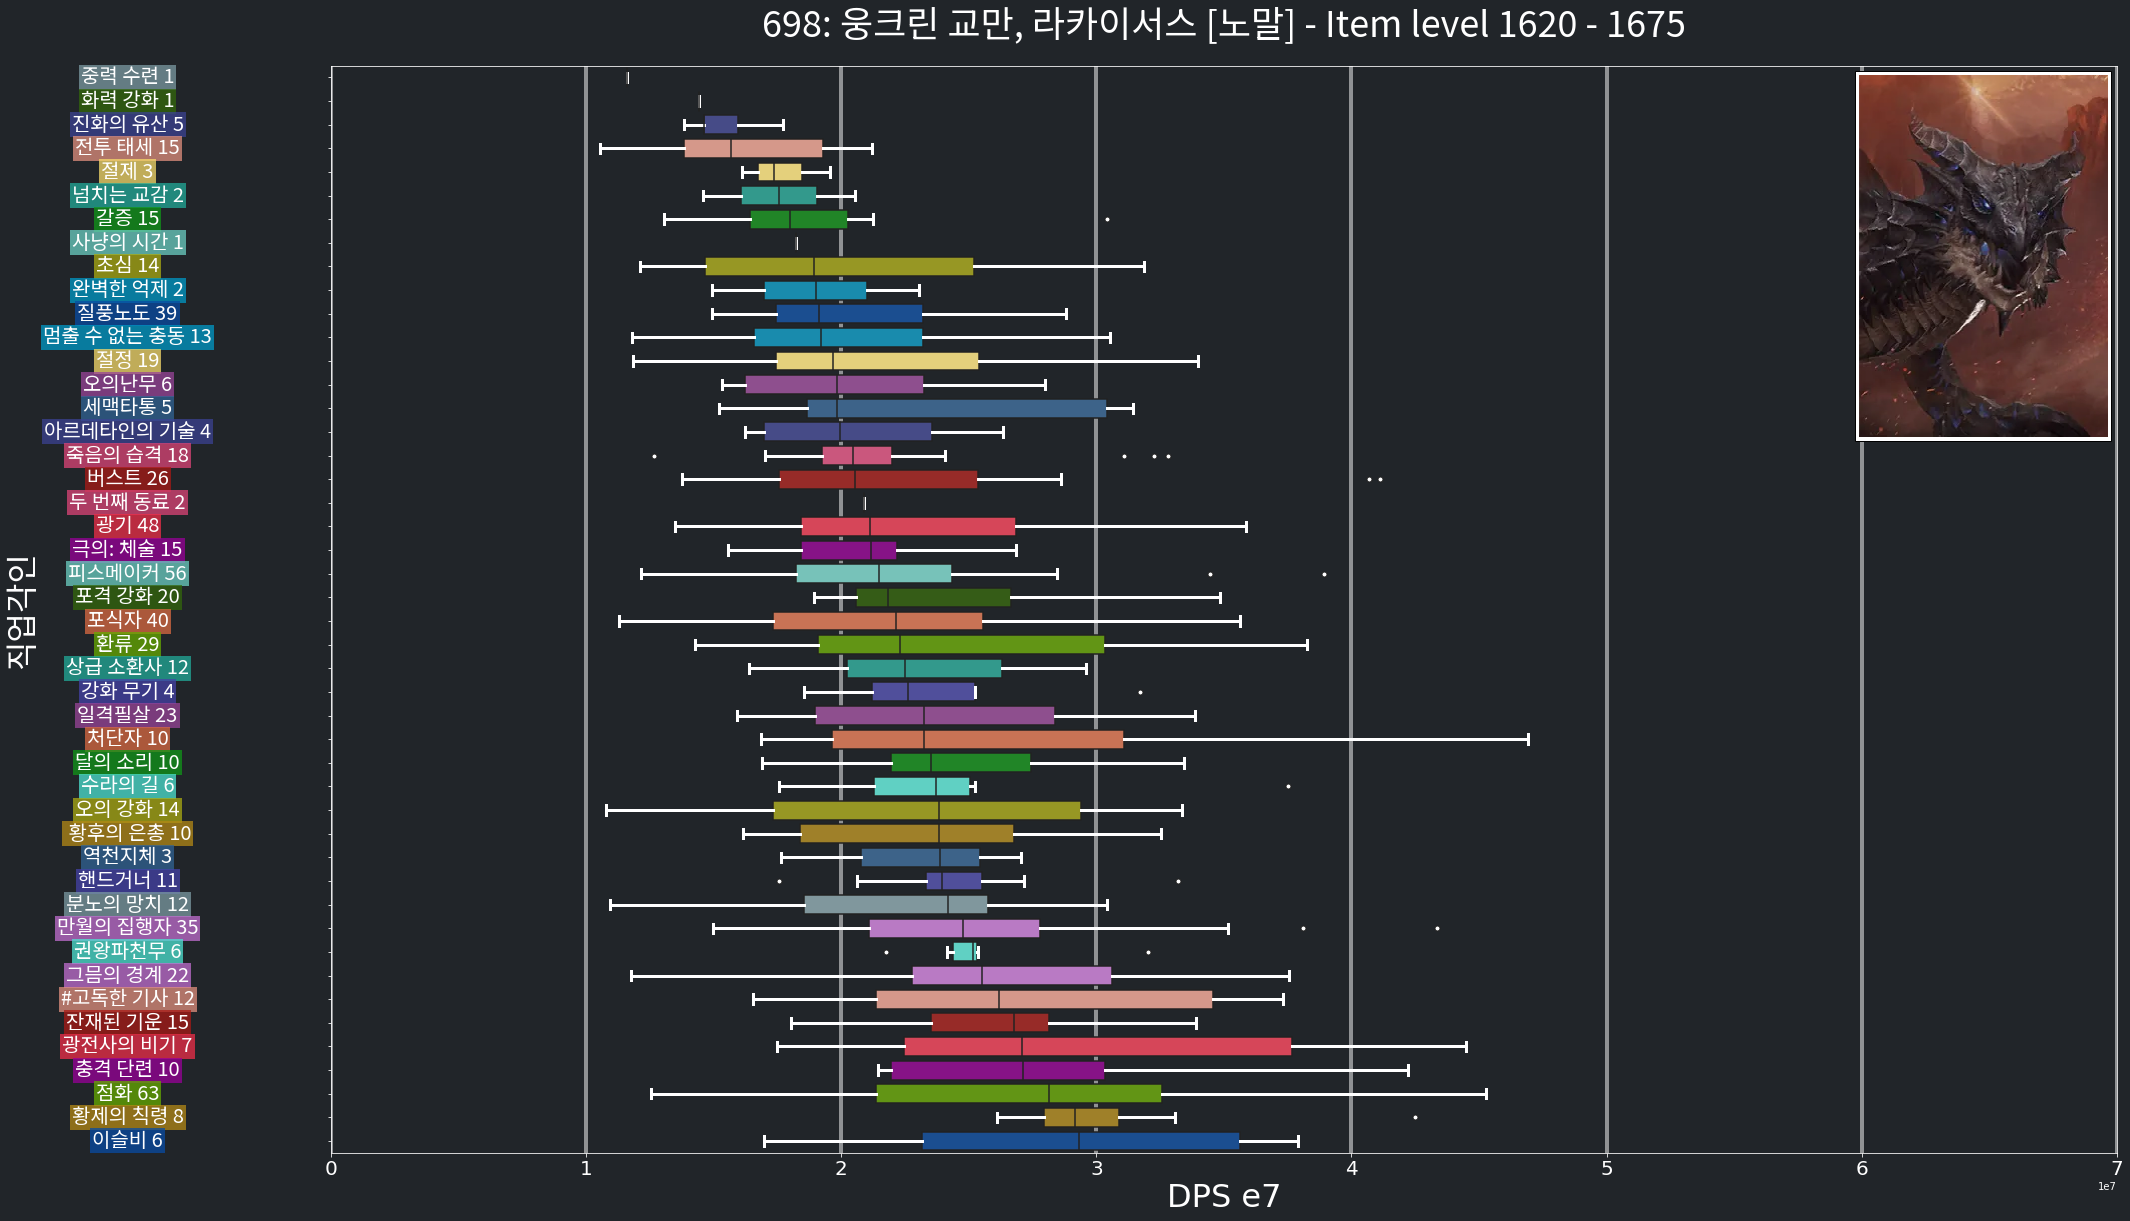 698: 웅크린 교만, 라카이서스 [노말] - Item level 1620 - 1675
직업각인
중력 수련 1
화력 강화 1
진화의 유산 5
전투 태세 15
절제 3
넘치는 교감 2
갈증 15
사냥의 시간 1
초심 14
완벽한 억제 2
질풍노도 39
멈출 수 없는 충동 13
절정 19
오의난무 6
세맥타통 5
아르데타인의 기술 4
죽음의 습격 18
버스트 26
두 번째 동료 2
광기 48
극의: 체술 15
피스메이커 56
포격 강화 20
포식자 40
환류 29
상급 소환사 12
강화 무기 4
일격필살 23
처단자 10
달의 소리 10
수라의 길 6
오의 강화 14
황후의 은총 10
역천지체 3
핸드거너 11
분노의 망치 12
만월의 집행자 35
권왕파천무 6
그믐의 경계 22
#고독한 기사 12
잔재된 기운 15
광전사의 비기 7
충격 단련 10
점화 63
황제의 칙령 8
이슬비 6
0 1 2 3 4 5 6 7
1e7
DPS e7